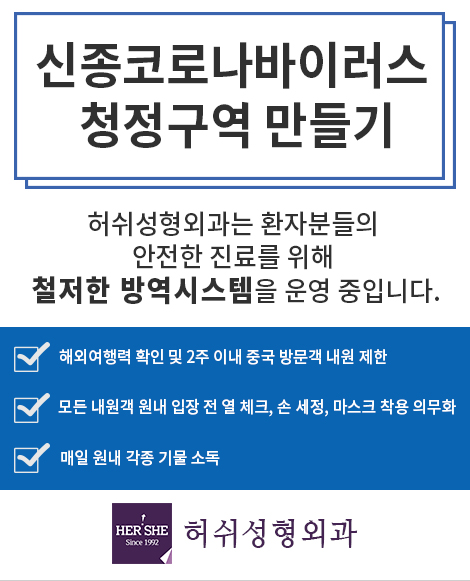 신종코로나바이러스
청정구역 만들기
허쉬성형외과는 환자분들의
안전한 진료를 위해
철저한 방역시스템을 운영 중입니다.
해외여행력 확인 및 2주 이내 중국 방문객 내원 제한
모든 내원객 원내 입장 전 열 체크, 손 세정, 마스크 착용 의무화
매일 원내 각종 기물 소독
HER SHE
Since 1992
허쉬성형외과